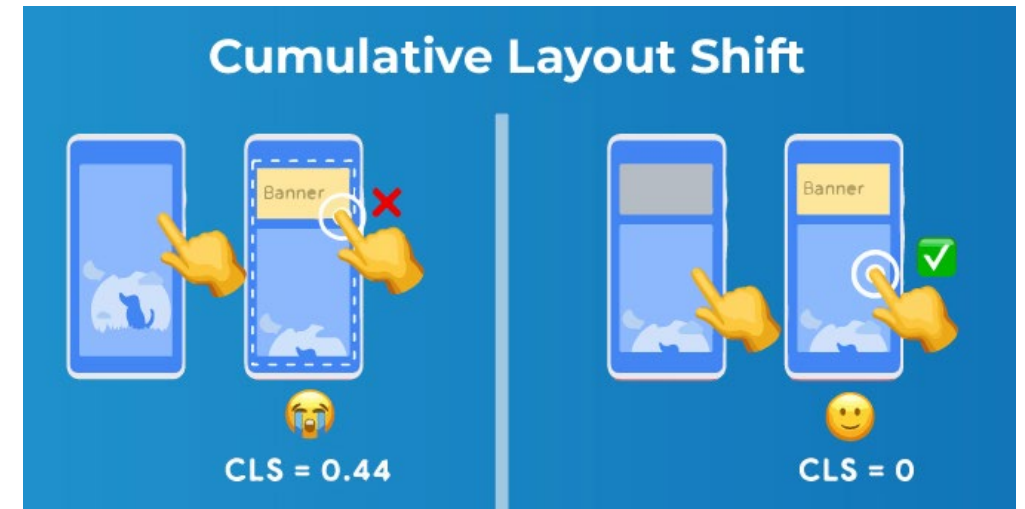 Cumulative Layout Shift
Banner
Banner
CLS = 0.44
CLS = 0